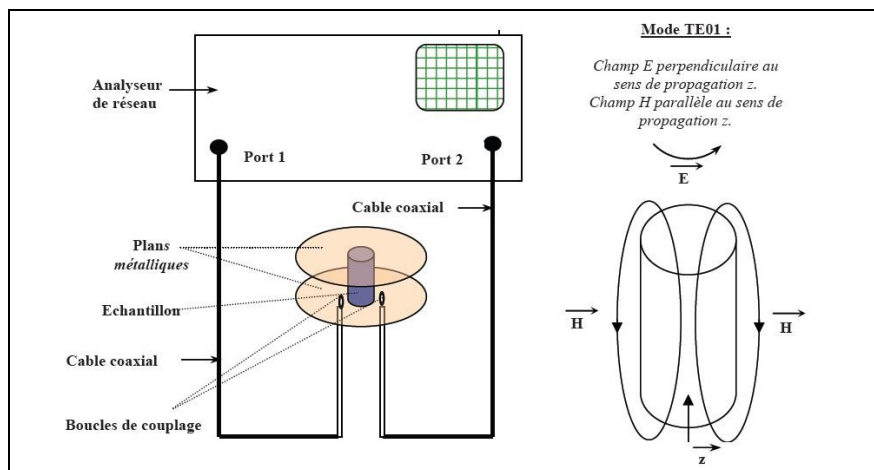 Analyseur
de réseau
Port 1
Port 2
Cable coaxial
Plans
métalliques
Echantillon
Cable coaxial
Boucles de couplage
Mode TE01 :
Champ E perpendiculaire au
sens de propagation z.
Champ H parallèle au sens de
propagation z.
E
H
H
z